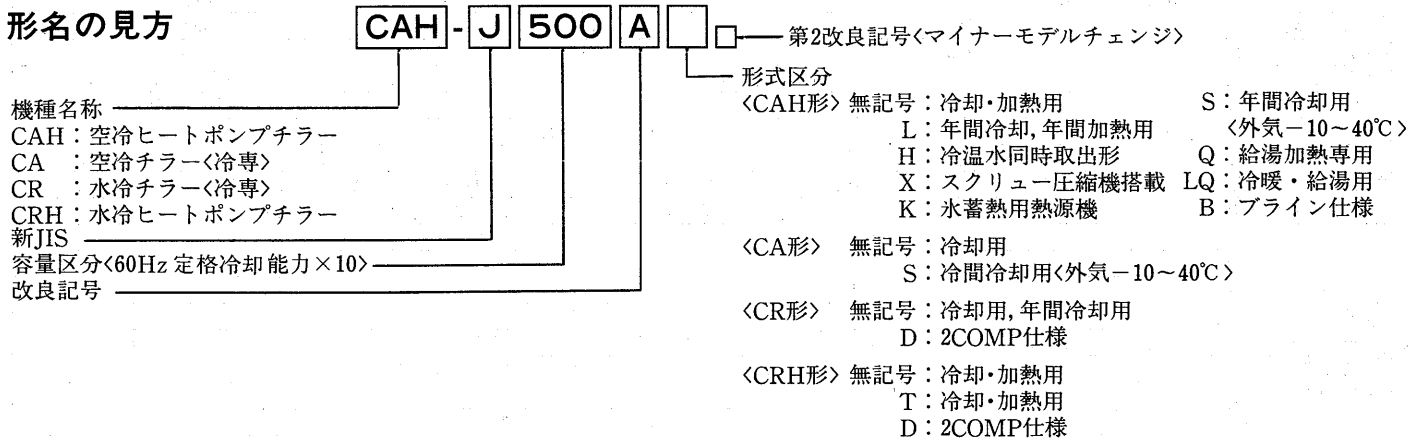 形名の見方 CAH-J500A 第2改良記号〈マイナーモデルチェンジ〉
機種名称
CAH：空冷ヒートポンプチラー
CA ：空冷チラー〈冷専〉
CR ：水冷チラー〈冷専〉
CRH：水冷ヒートポンプチラー
新JIS
容量区分〈60Hz 定格冷却能力×10〉
改良記号
形式区分
〈CAH形〉 無記号：冷却・加熱用 S：年間冷却用
L：年間冷却, 年間加熱用 〈外気－10～40℃〉
H：冷温水同時取出形 Q：給湯加熱専用
X：スクリュー圧縮機搭載 LQ：冷暖・給湯用
K：氷蓄熱用熱源機 B：ブライン仕様
〈CA形〉 無記号：冷却用
S：冷間冷却用〈外気－10～40℃〉
〈CR形〉 無記号：冷却用, 年間冷却用
D：2COMP仕様
〈CRH形〉 無記号：冷却・加熱用
T：冷却・加熱用
D：2COMP仕様